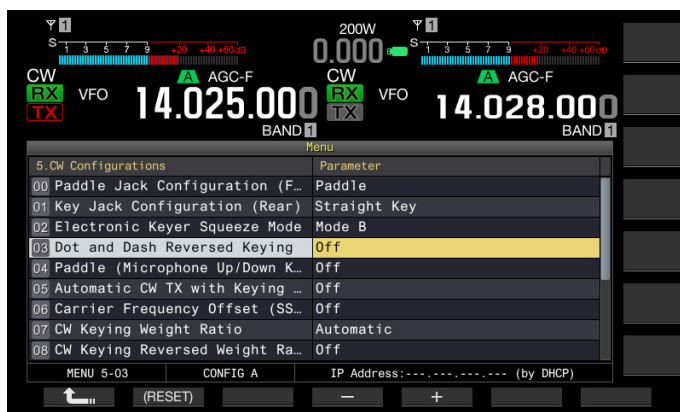 1 200W 1
S 1 3 5 7 9 +20 +40 +60dB 0.000 S 1 3 5 7 9 +20 +40 +60dB
CW A AGC-F CW A AGC-F
RX VFO 14.025.000 RX VFO 14.028.000
TX TX
BAND 1 BAND 1
Menu
5.CW Configurations Parameter
00 Paddle Jack Configuration (F… Paddle
01 Key Jack Configuration (Rear) Straight Key
02 Electronic Keyer Squeeze Mode Mode B
03 Dot and Dash Reversed Keying Off
04 Paddle (Microphone Up/Down K… Off
05 Automatic CW TX with Keying … Off
06 Carrier Frequency Offset (SS… Off
07 CW Keying Weight Ratio Automatic
08 CW Keying Reversed Weight Ra… Off
MENU 5-03 CONFIG A IP Address:---.---.---.--- (by DHCP)
(RESET) − +